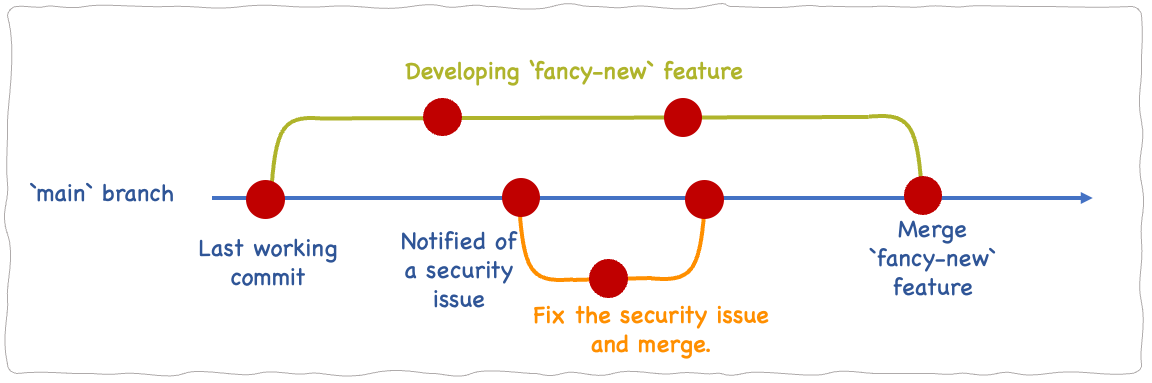 Developing `fancy-new` feature
`main` branch
Last working
commit
Notified of
a security
issue
Fix the security issue
and merge.
Merge
`fancy-new`
feature